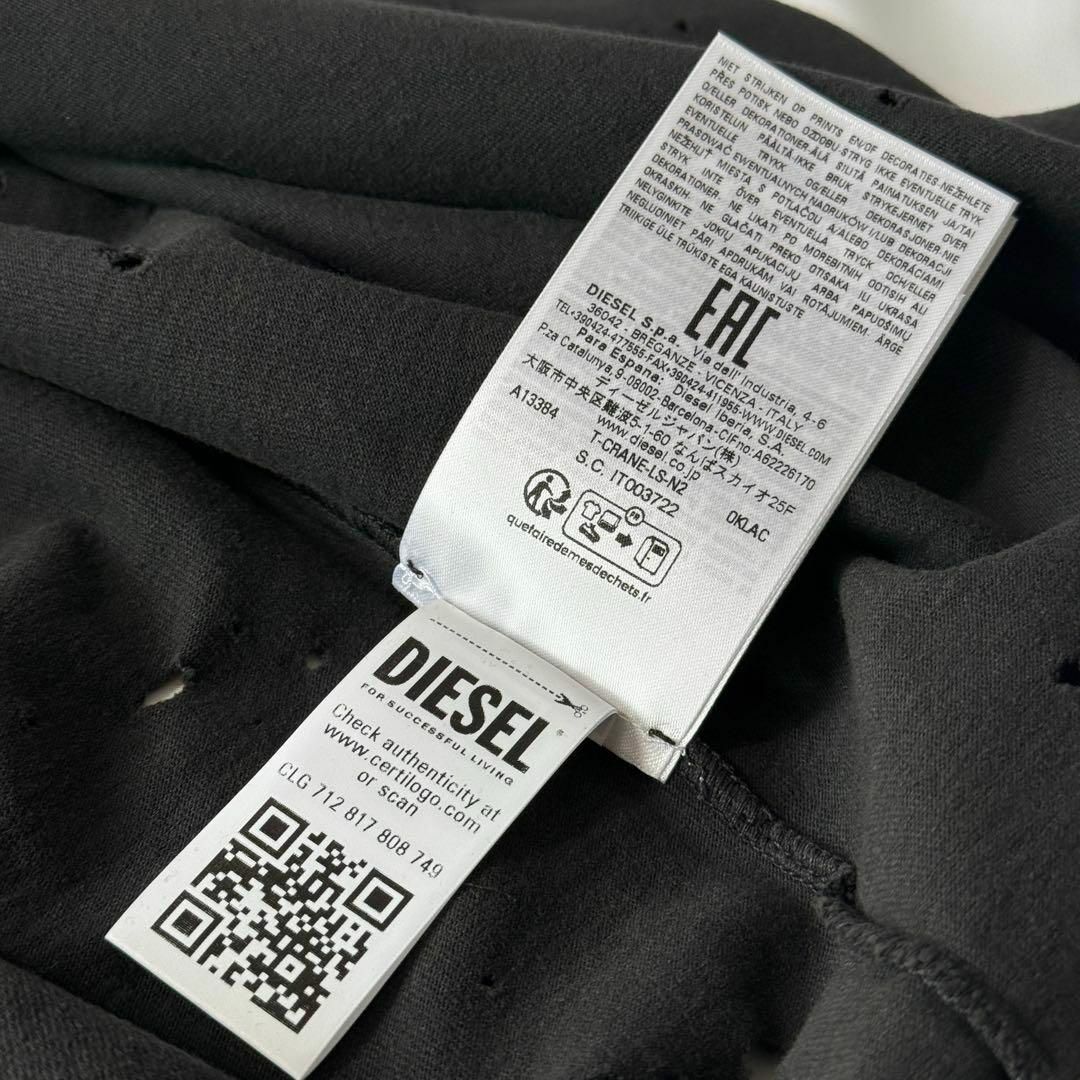 NIET STRIJKEN OP PRINTS EN/OF DECORATIES-NEŽEHLETE
PŘES POTISK NEBO OZDOBU STRYG IKKE EVENTUELLE TRYK
O/ELLER DEKORATIONER-ÄLÄ SILITÄ PAINATUKSEN JA/TAI
KORISTELUN PÄÄLTÄ-IKKE BRUK STRYKEJERNET OVER
EVENTUELLE TRYKK OG/ELLER DEKORASJONER-NIE
PRASOWAĆ EWENTUALNYCH NADRUKÓW I/LUB DEKORACJI
NEŽEHLIŤ MIESTA S POTLAČOU A/ALEBO DEKORÁCIAMI
STRYK INTE ÖVER EVENTUELLA TRYCK OCH/ELLER
DEKORATIONER NE LIKATI PO MOREBITNIH ODTISIH ALI
OKRASKIH NE GLAČATI PREKO OTISAKA ILI UKRASA
NELYGINKITE JOKIŲ APLIKACIJŲ ARBA PAPUOŠIMŲ
NEGLUDINIET PĀRI APDRUKĀM VAI ROTĀJUMIEM ÄRGE
TRIIKIGE ÜLE TRÜKISTE EGA KAUNISTUSTE
EAC
DIESEL S.p.a. Via dell' Industria, 4-6
36042 - BREGANZE - VICENZA - ITALY
TEL+390424-477555-FAX+390424-411955-WWW.DIESEL.COM
Para España: Diesel Iberia, S.A.
P.za Catalunya,9-08002-Barcelona-CIFno:A62226170
ディーゼルジャパン(株)
大阪市中央区難波5-1-60 なんばスカイオ25F
www.diesel.co.jp
A13384 T-CRANE-LS-N2 0KLAC
S.C. IT003722
FR
quefairedemesdechets.fr
DIESEL
FOR SUCCESSFUL LIVING
Check authenticity at
www.certilogo.com
or scan
CLG 712 817 808 749